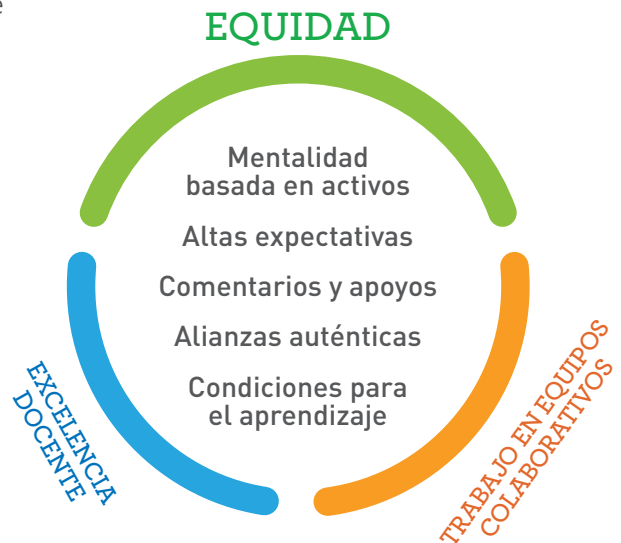 e
EQUIDAD
Mentalidad
basada en activos
Altas expectativas
Comentarios y apoyos
Alianzas auténticas
Condiciones para
el aprendizaje
EXCELENCIA
DOCENTE
TRABAJO EN EQUIPOS
COLABORATIVOS